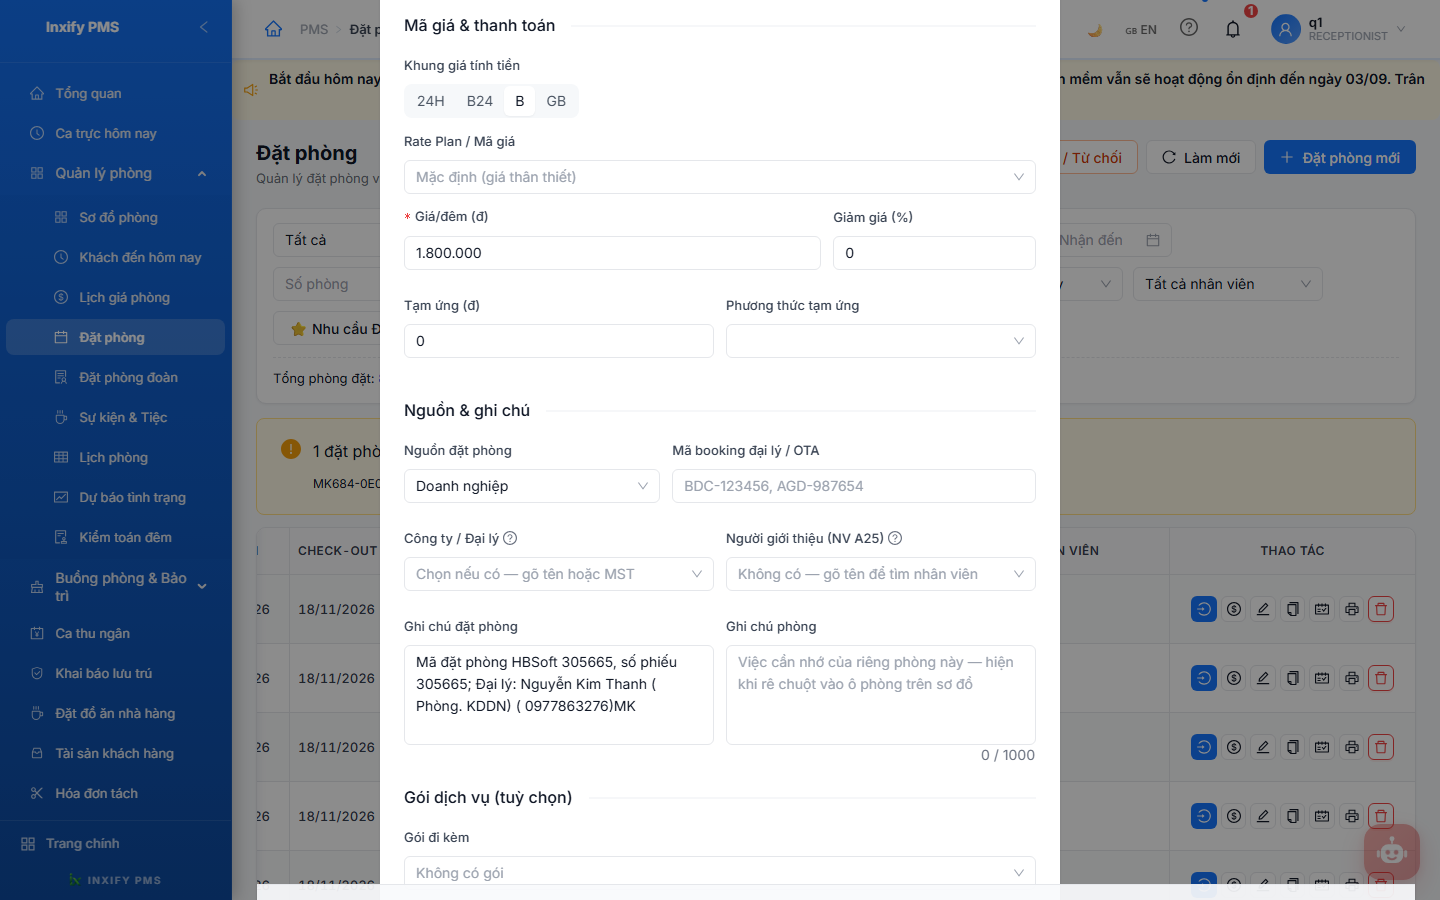 Inxify PMS
Tổng quan
Ca trực hôm nay
Quản lý phòng
Sơ đồ phòng
Khách đến hôm nay
Lịch giá phòng
Đặt phòng
Đặt phòng đoàn
Sự kiện & Tiệc
Lịch phòng
Dự báo tình trạng
Kiểm toán đêm
Buồng phòng & Bảo
trì
Ca thu ngân
Khai báo lưu trú
Đặt đồ ăn nhà hàng
Tài sản khách hàng
Hóa đơn tách
Trang chính
INXIFY PMS
PMS
GB EN
1
q1
RECEPTIONIST
Bắt đầu hôm nay
mềm vẫn sẽ hoạt động ổn định đến ngày 03/09. Trân
Đặt phòng
Quản lý đặt phòng
/ Từ chối
Làm mới
Đặt phòng mới
Tất cả
Nhận đến
Số phòng
Tất cả nhân viên
Nhu cầu
Tổng phòng đặt:
1 đặt
CHECK-OUT
VIÊN
THAO TÁC
26
18/11/2026
26
18/11/2026
26
18/11/2026
26
18/11/2026
Mã giá & thanh toán
Khung giá tính tiền
24H
B24
B
GB
Rate Plan / Mã giá
Mặc định (giá thân thiết)
* Giá/đêm (đ)
Giảm giá (%)
1.800.000
0
Tạm ứng (đ)
Phương thức tạm ứng
0
Nguồn & ghi chú
Nguồn đặt phòng
Mã booking đại lý / OTA
Doanh nghiệp
BDC-123456, AGD-987654
Công ty / Đại lý
Người giới thiệu (NV A25)
Chọn nếu có — gõ tên hoặc MST
Không có — gõ tên để tìm nhân viên
Ghi chú đặt phòng
Ghi chú phòng
Mã đặt phòng HBSoft 305665, số phiếu
305665; Đại lý: Nguyễn Kim Thanh (
Phòng. KDDN) ( 0977863276)MK
Việc cần nhớ của riêng phòng này — hiện
khi rê chuột vào ô phòng trên sơ đồ
0 / 1000
Gói dịch vụ (tuỳ chọn)
Gói đi kèm
Không có gói